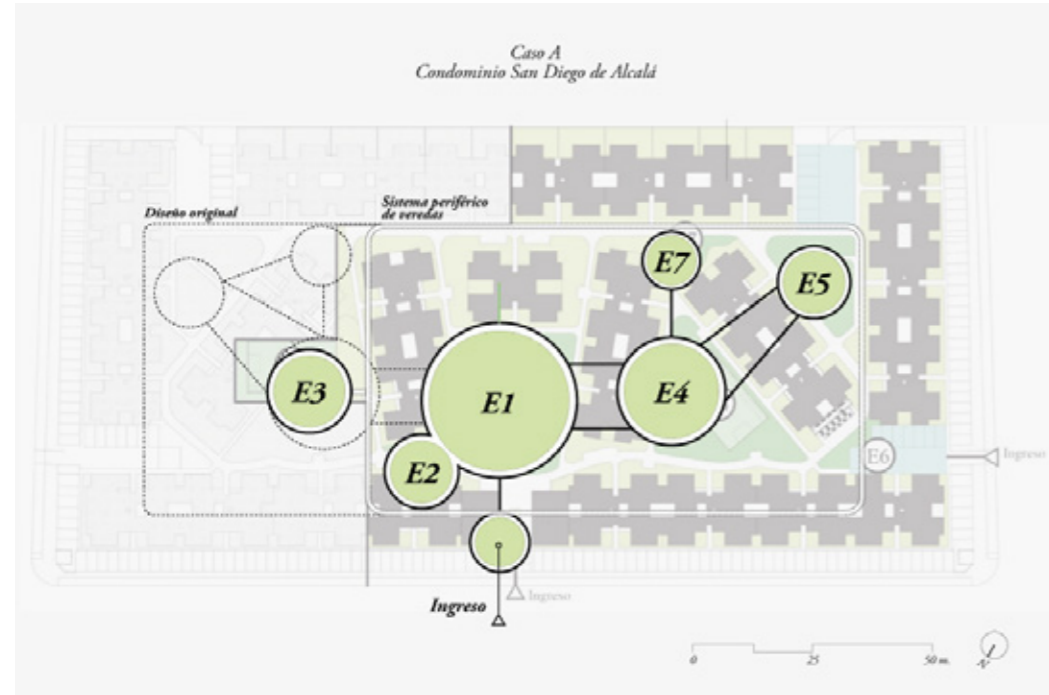 Caso A
Condominio San Diego de Alcalá
Diseño original
Sistema periférico
de veredas
E7
E5
E3
E1
E4
E2
E6
Ingreso
Ingreso
Ingreso
0
25
50 m.
N